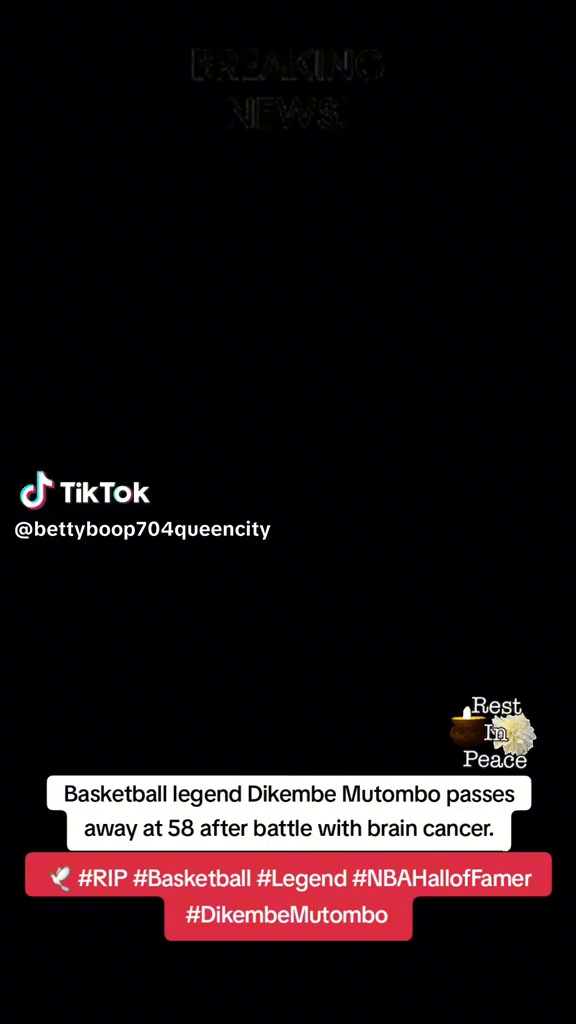 BREAKING
NEWS!
TikTok
@bettyboop704queencity
Rest
In
Peace
Basketball legend Dikembe Mutombo passes
away at 58 after battle with brain cancer.
🕊️ #RIP #Basketball #Legend #NBAHallofFamer
#DikembeMutombo